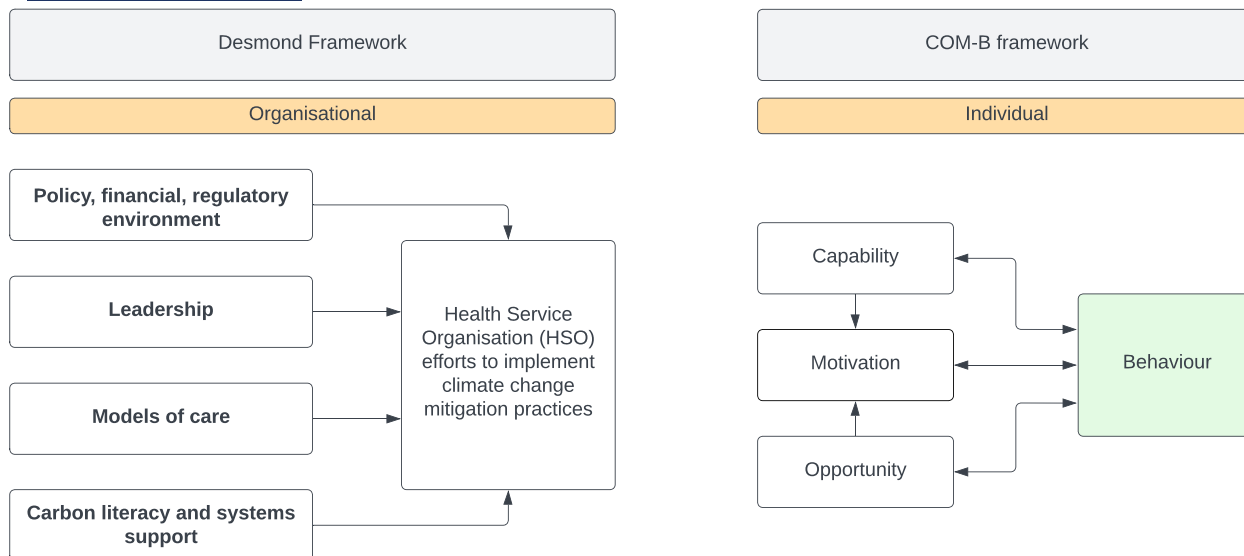 Desmond Framework
Organisational
Policy, financial, regulatory
environment
Leadership
Models of care
Carbon literacy and systems
support
Health Service
Organisation (HSO)
efforts to implement
climate change
mitigation practices
COM-B framework
Individual
Capability
Motivation
Opportunity
Behaviour